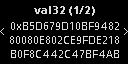 val32 (1/2)
0xB5D679D10BF9482
80080E802CE9FDE218
B0F8C442C47BF4AB